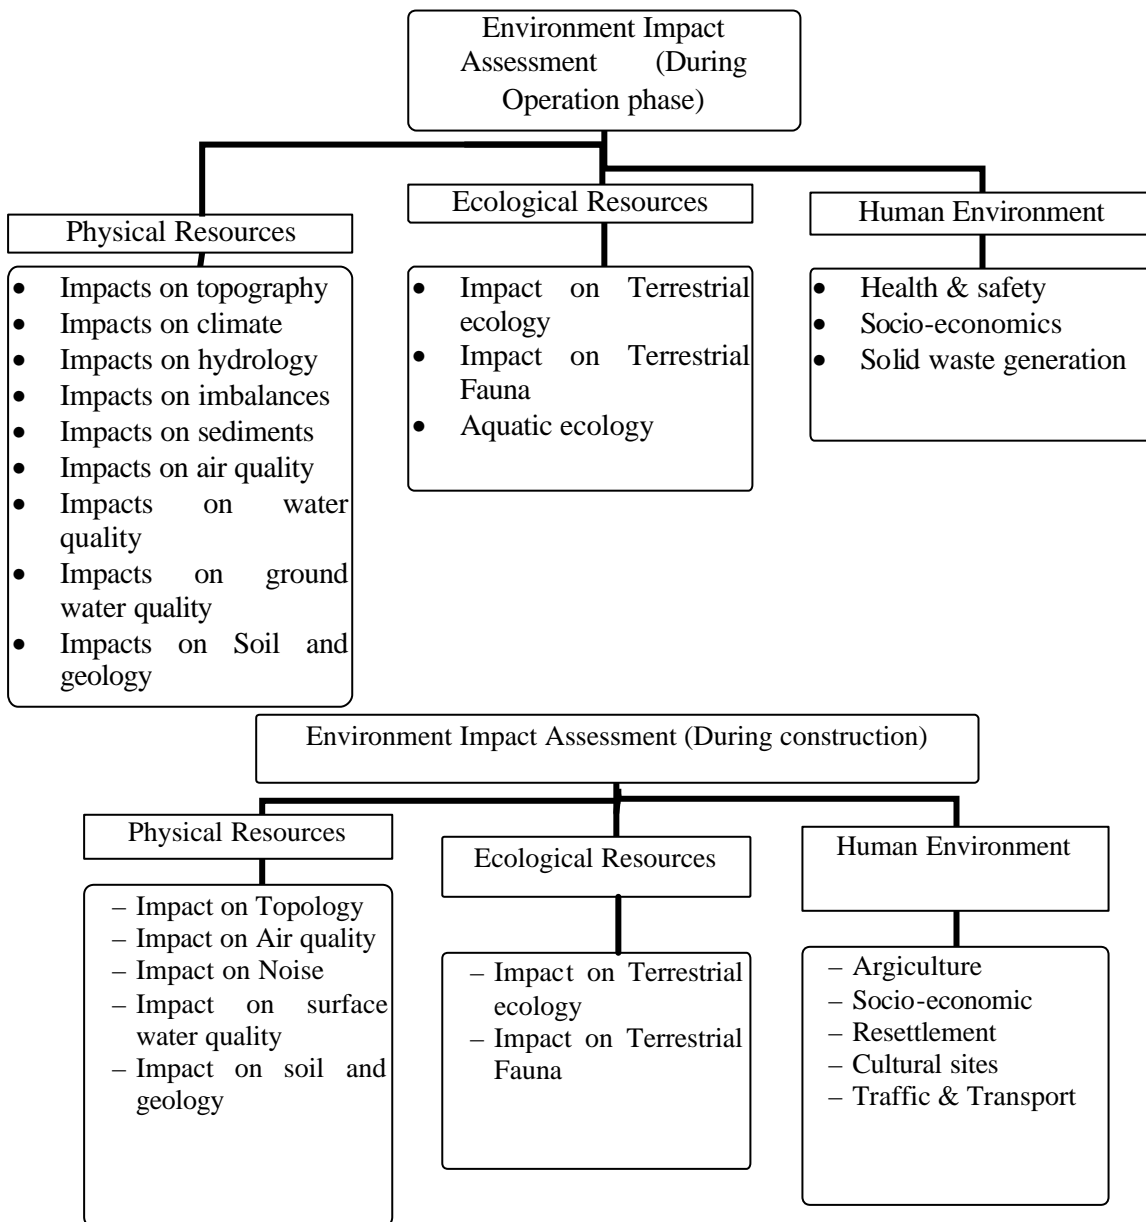 Environment Impact
Assessment (During
Operation phase)
Physical Resources
Ecological Resources
Human Environment
• Impacts on topography
• Impacts on climate
• Impacts on hydrology
• Impacts on imbalances
• Impacts on sediments
• Impacts on air quality
• Impacts on water
quality
• Impacts on ground
water quality
• Impacts on Soil and
geology
• Impact on Terrestrial
ecology
• Impact on Terrestrial
Fauna
• Aquatic ecology
• Health & safety
• Socio-economics
• Solid waste generation
Environment Impact Assessment (During construction)
Physical Resources
Ecological Resources
Human Environment
– Impact on Topology
– Impact on Air quality
– Impact on Noise
– Impact on surface
water quality
– Impact on soil and
geology
– Impact on Terrestrial
ecology
– Impact on Terrestrial
Fauna
– Argiculture
– Socio-economic
– Resettlement
– Cultural sites
– Traffic & Transport